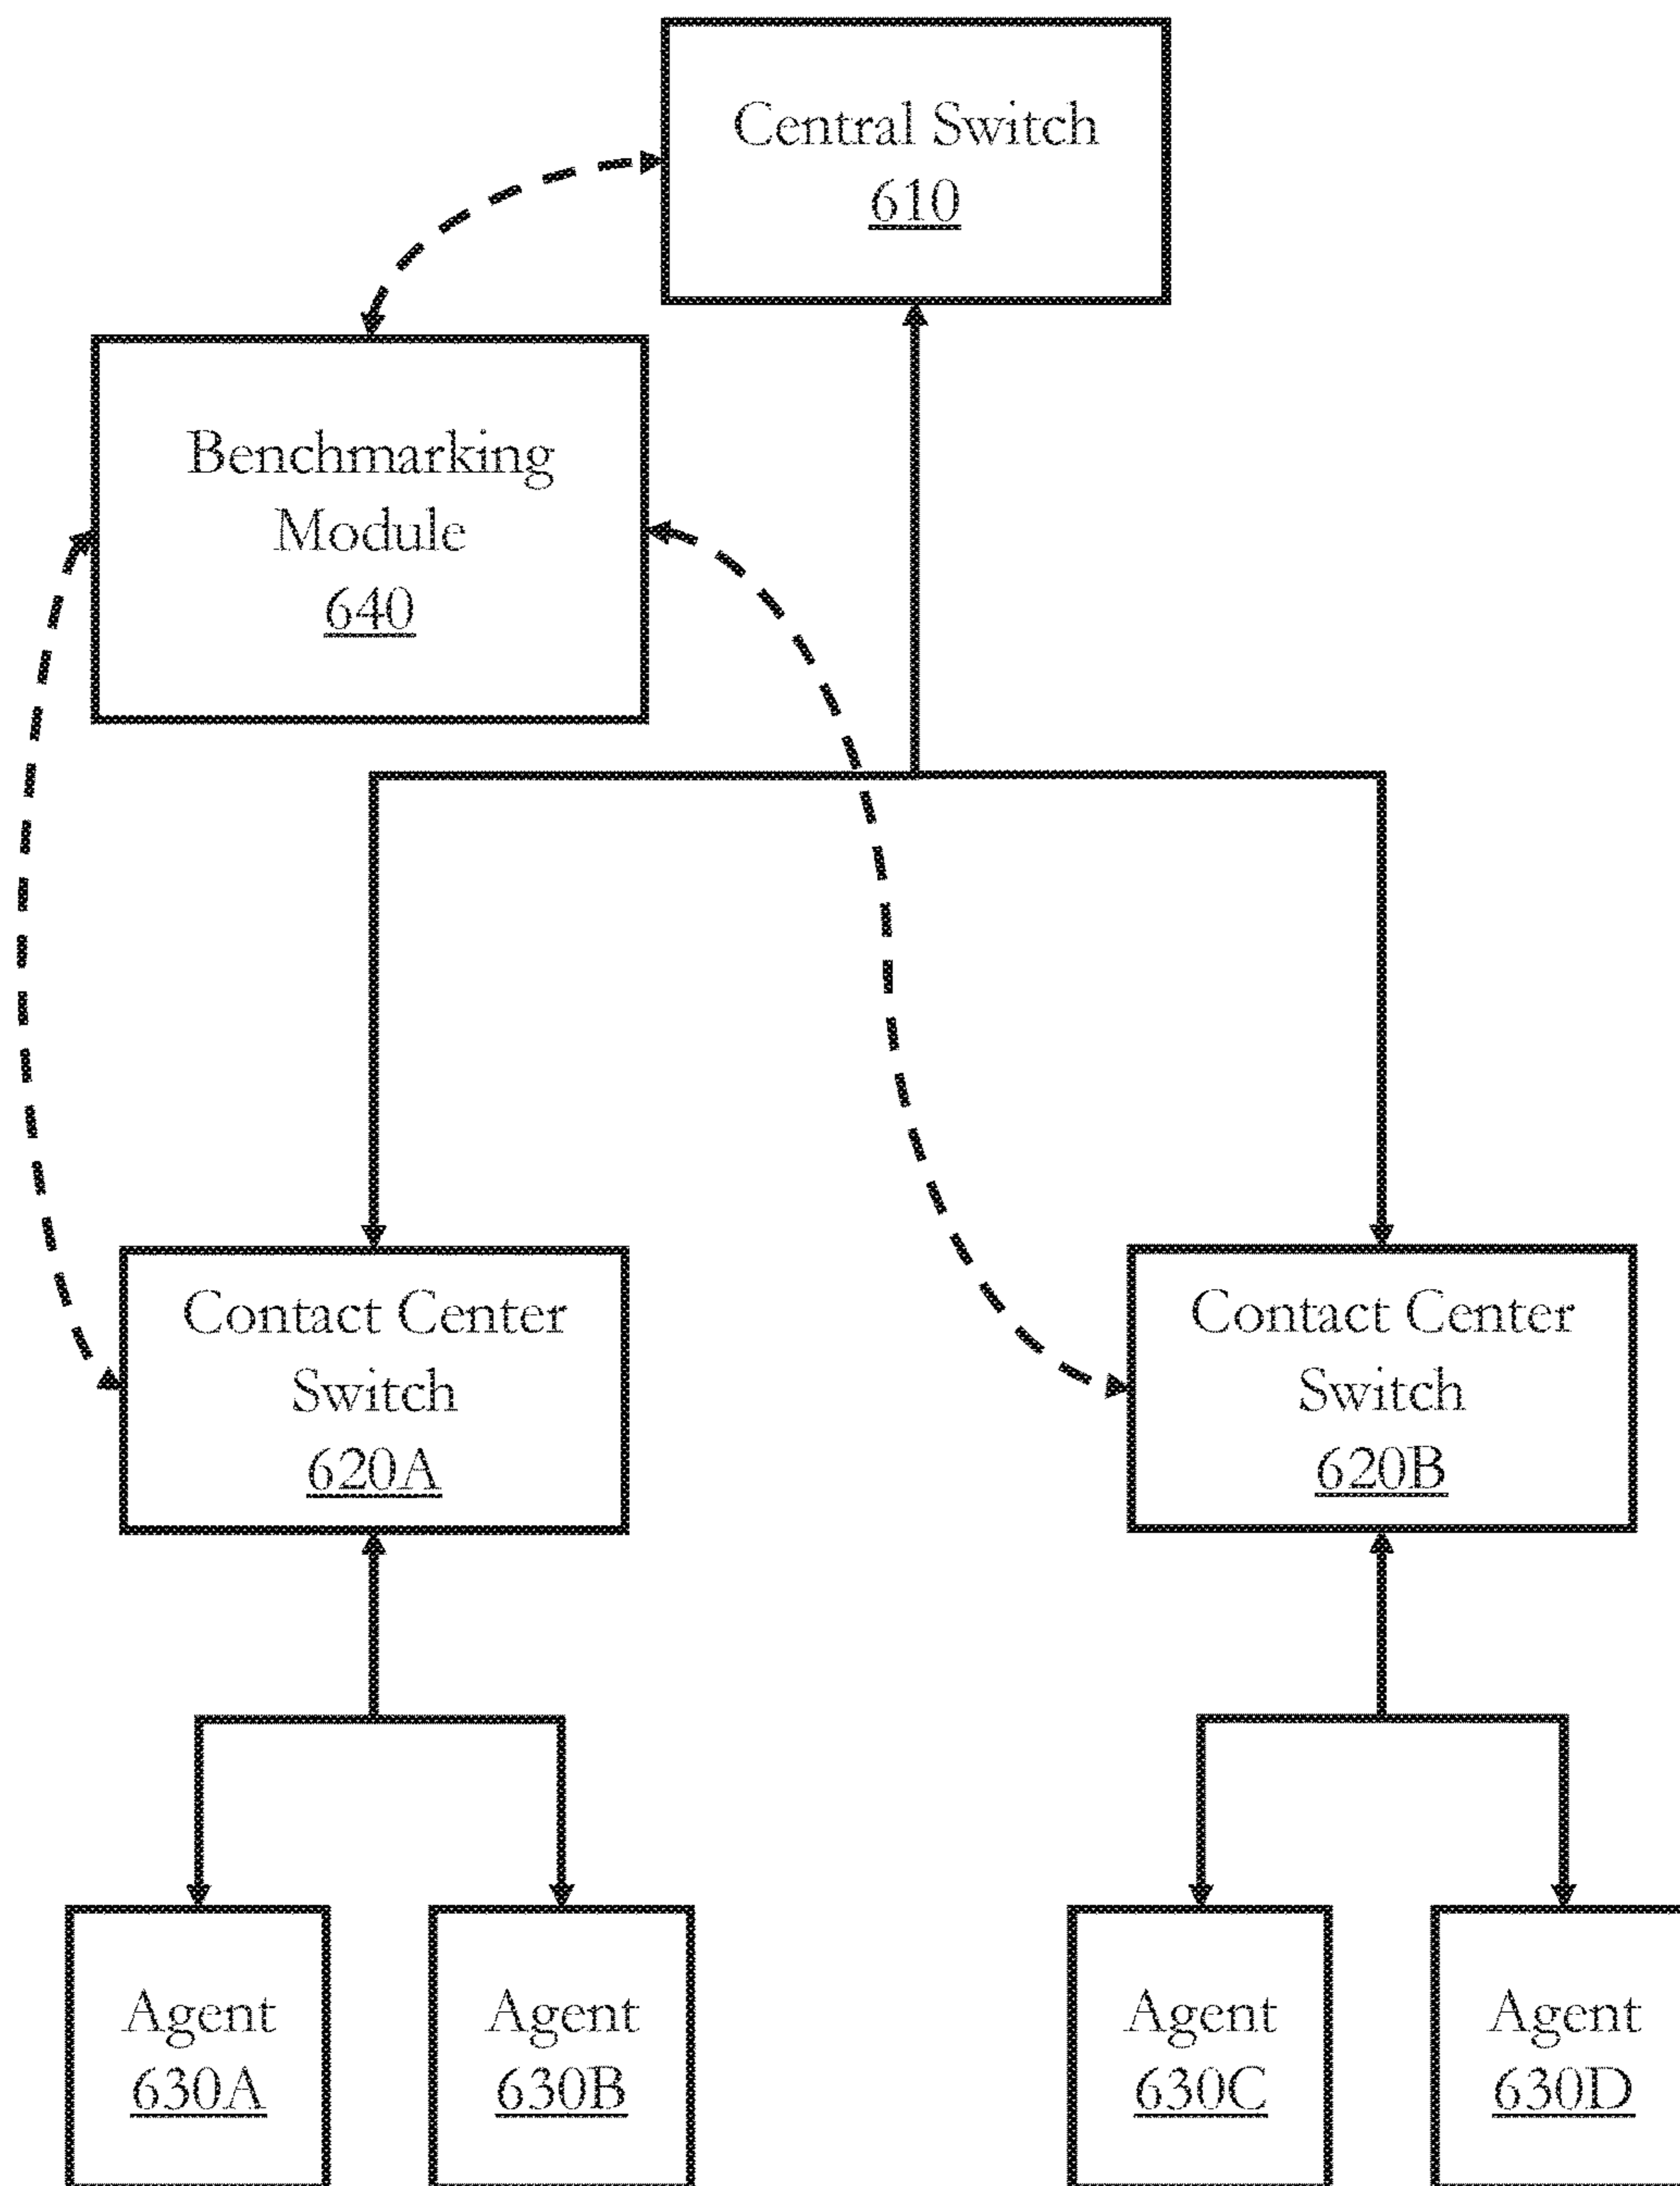 Central Switch
610
Benchmarking
Module
640
Contact Center
Switch
620A
Contact Center
Switch
620B
Agent
630A
Agent
630B
Agent
630C
Agent
630D